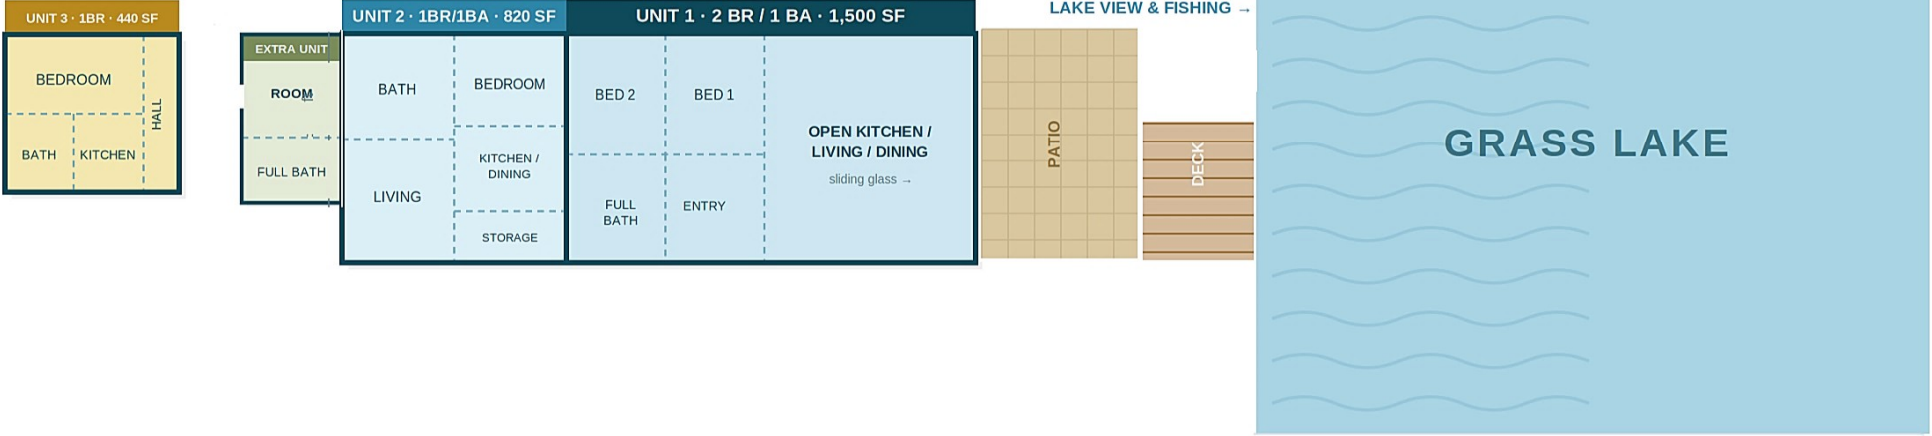 UNIT 3 · 1BR · 440 SF
BEDROOM
HALL
BATH
KITCHEN
EXTRA UNIT
ROOM
FULL BATH
UNIT 2 · 1BR/1BA · 820 SF
BATH
BEDROOM
KITCHEN /
DINING
LIVING
STORAGE
UNIT 1 · 2 BR / 1 BA · 1,500 SF
BED 2
BED 1
FULL
BATH
ENTRY
OPEN KITCHEN /
LIVING / DINING
sliding glass →
LAKE VIEW & FISHING →
PATIO
DECK
GRASS LAKE